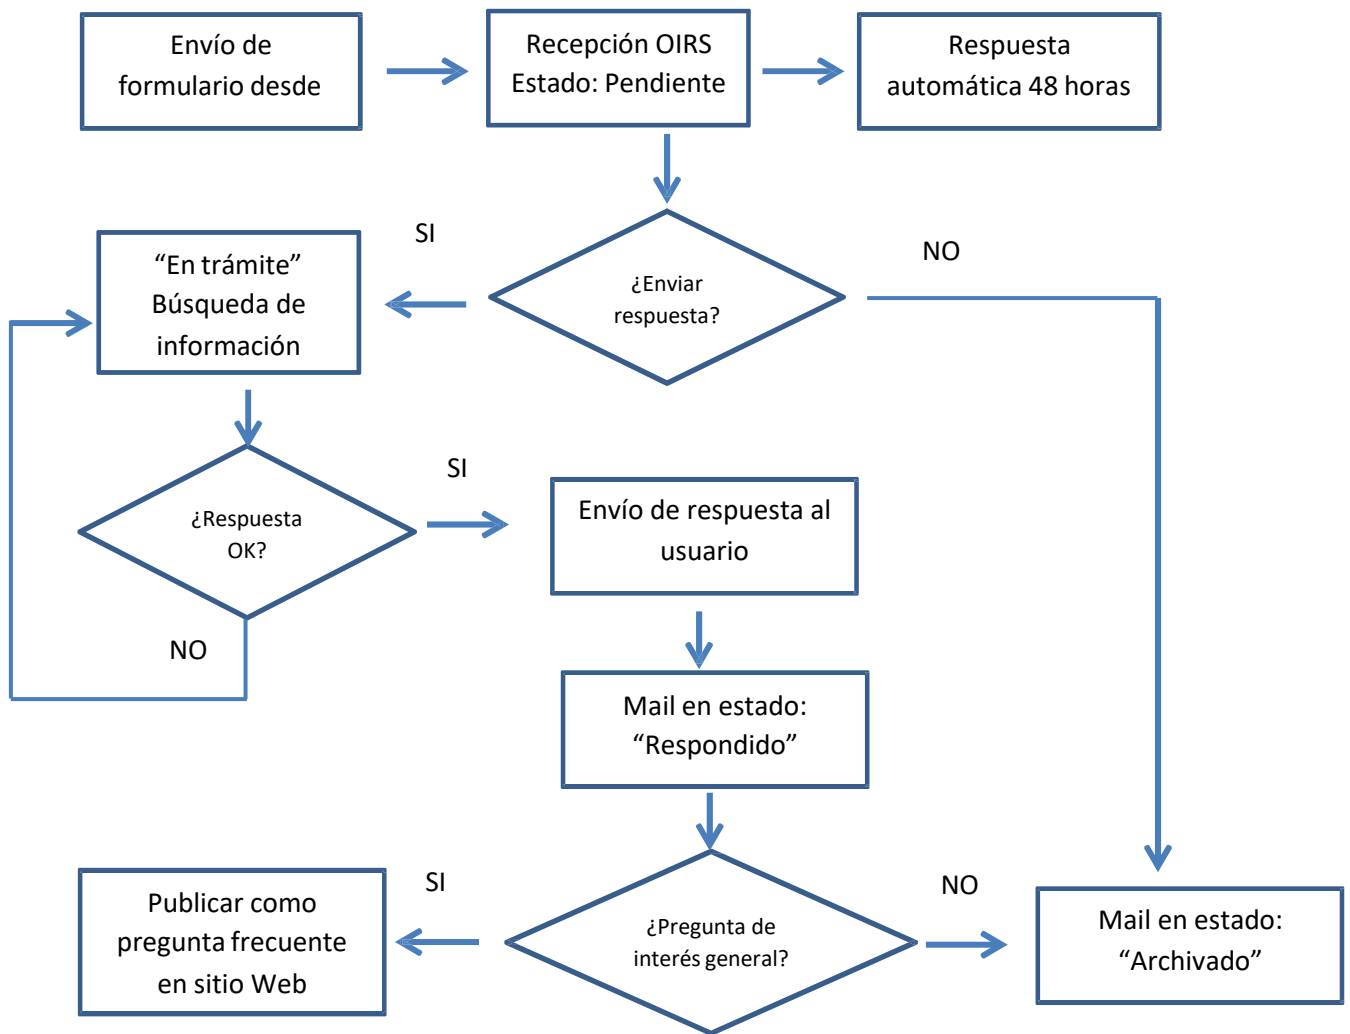 Envío de
formulario desde
Recepción OIRS
Estado: Pendiente
Respuesta
automática 48 horas
SI
NO
“En trámite”
Búsqueda de
información
¿Enviar
respuesta?
SI
¿Respuesta
OK?
Envío de respuesta al
usuario
NO
Mail en estado:
“Respondido”
SI
NO
Publicar como
pregunta frecuente
en sitio Web
¿Pregunta de
interés general?
Mail en estado:
“Archivado”